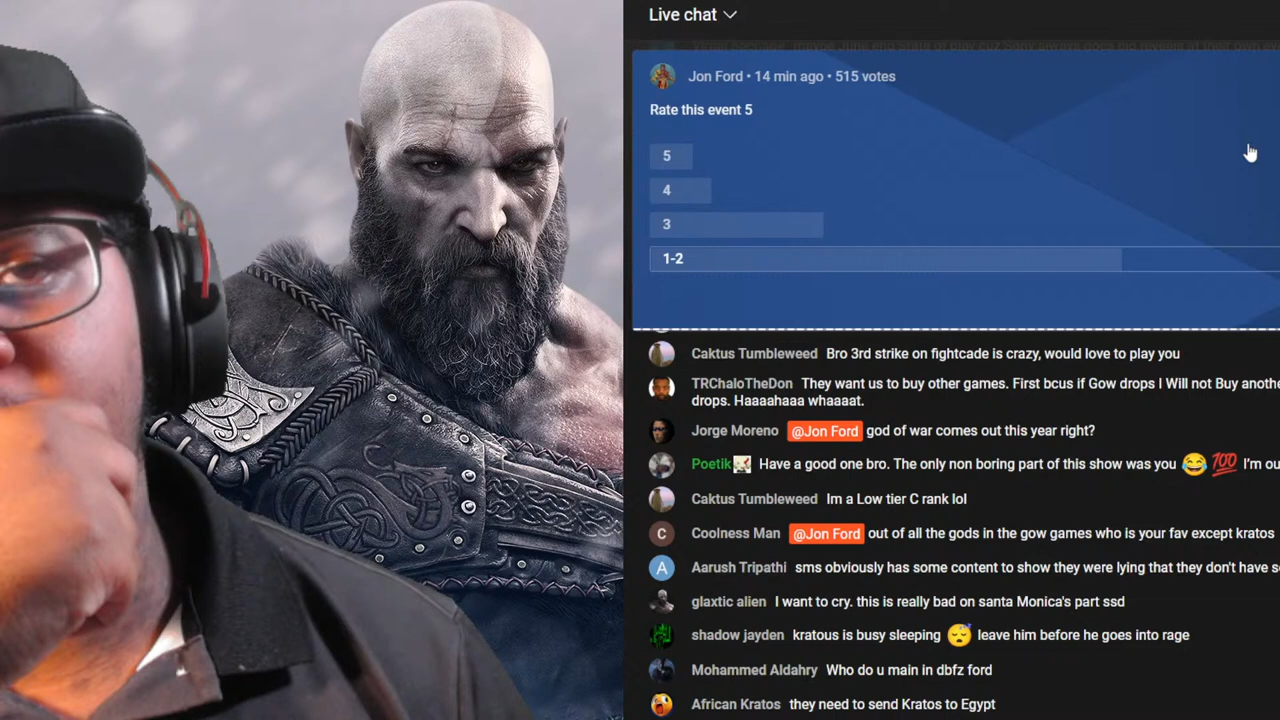 Live chat
Jon Ford • 14 min ago • 515 votes
Rate this event 5
5
4
3
1-2
Caktus Tumbleweed Bro 3rd strike on fightcade is crazy, would love to play you
TRChaloTheDon They want us to buy other games. First bcus if Gow drops I Will not Buy
drops. Haaaahaaa whaaaat.
Jorge Moreno @Jon Ford god of war comes out this year right?
Poetik Have a good one bro. The only non boring part of this show was you 😂 💯 I'm
Caktus Tumbleweed Im a Low tier C rank lol
C Coolness Man @Jon Ford out of all the gods in the gow games who is your fav except kratos
A Aarush Tripathi sms obviously has some content to show they were lying that they don't have
glaxtic alien I want to cry. this is really bad on santa Monica's part ssd
shadow jayden kratous is busy sleeping 😴 leave him before he goes into rage
Mohammed Aldahry Who do u main in dbfz ford
African Kratos they need to send Kratos to Egypt